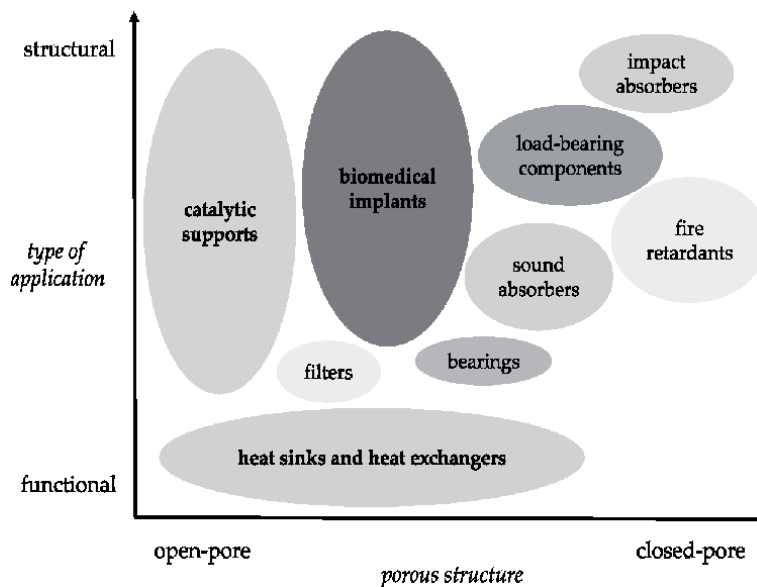 structural
impact
absorbers
load-bearing
components
biomedical
implants
catalytic
supports
fire
retardants
type of
application
sound
absorbers
filters
bearings
heat sinks and heat exchangers
functional
open-pore
closed-pore
porous structure